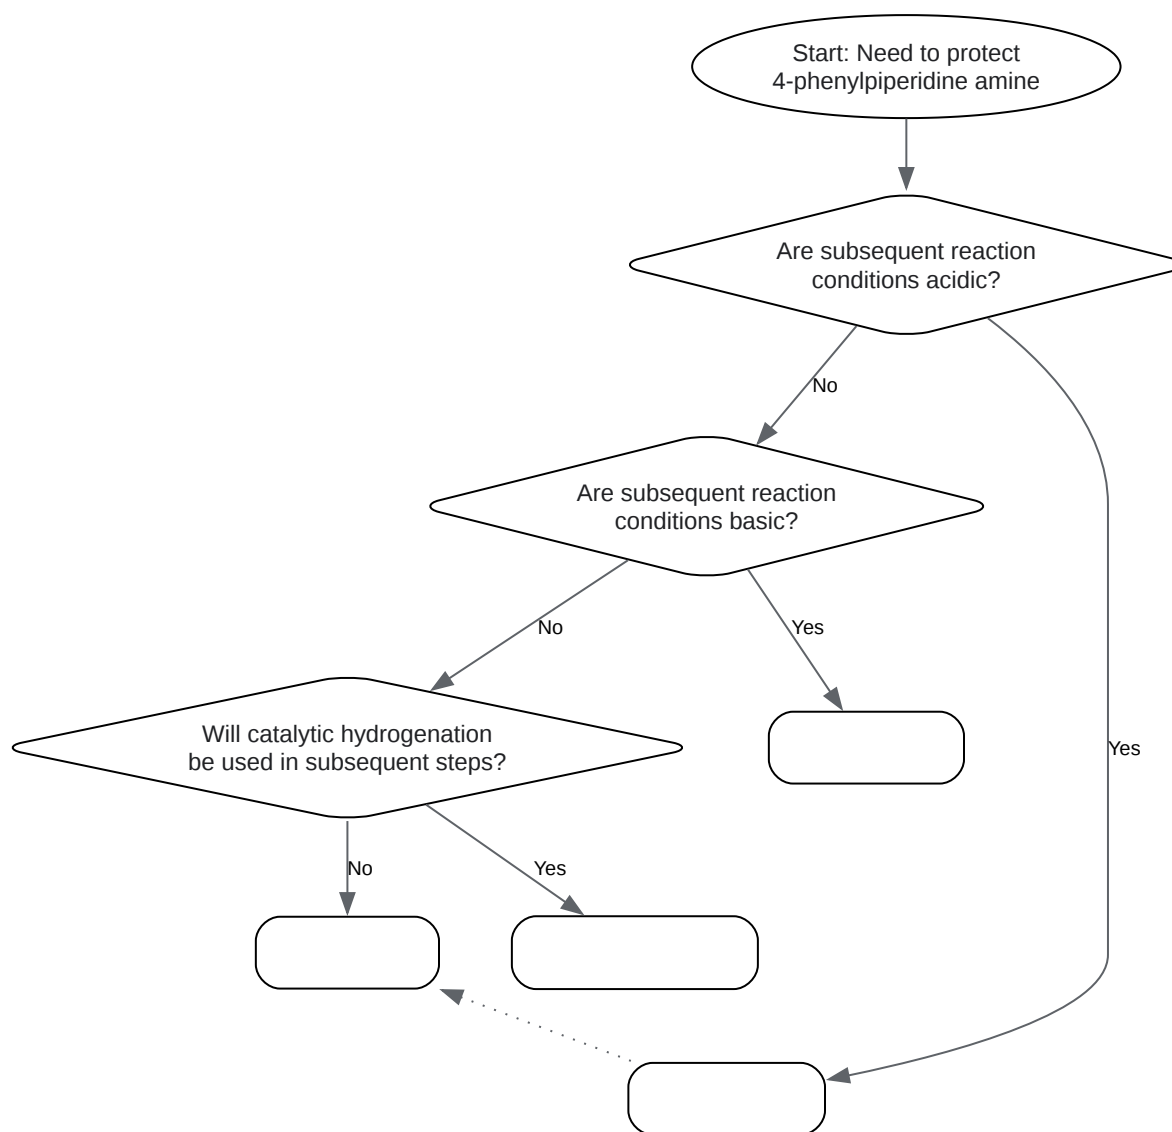 Start: Need to protect
4-phenylpiperidine amine
Are subsequent reaction
conditions acidic?
No
Are subsequent reaction
conditions basic?
No
Yes
Will catalytic hydrogenation
be used in subsequent steps?
Yes
No
Yes